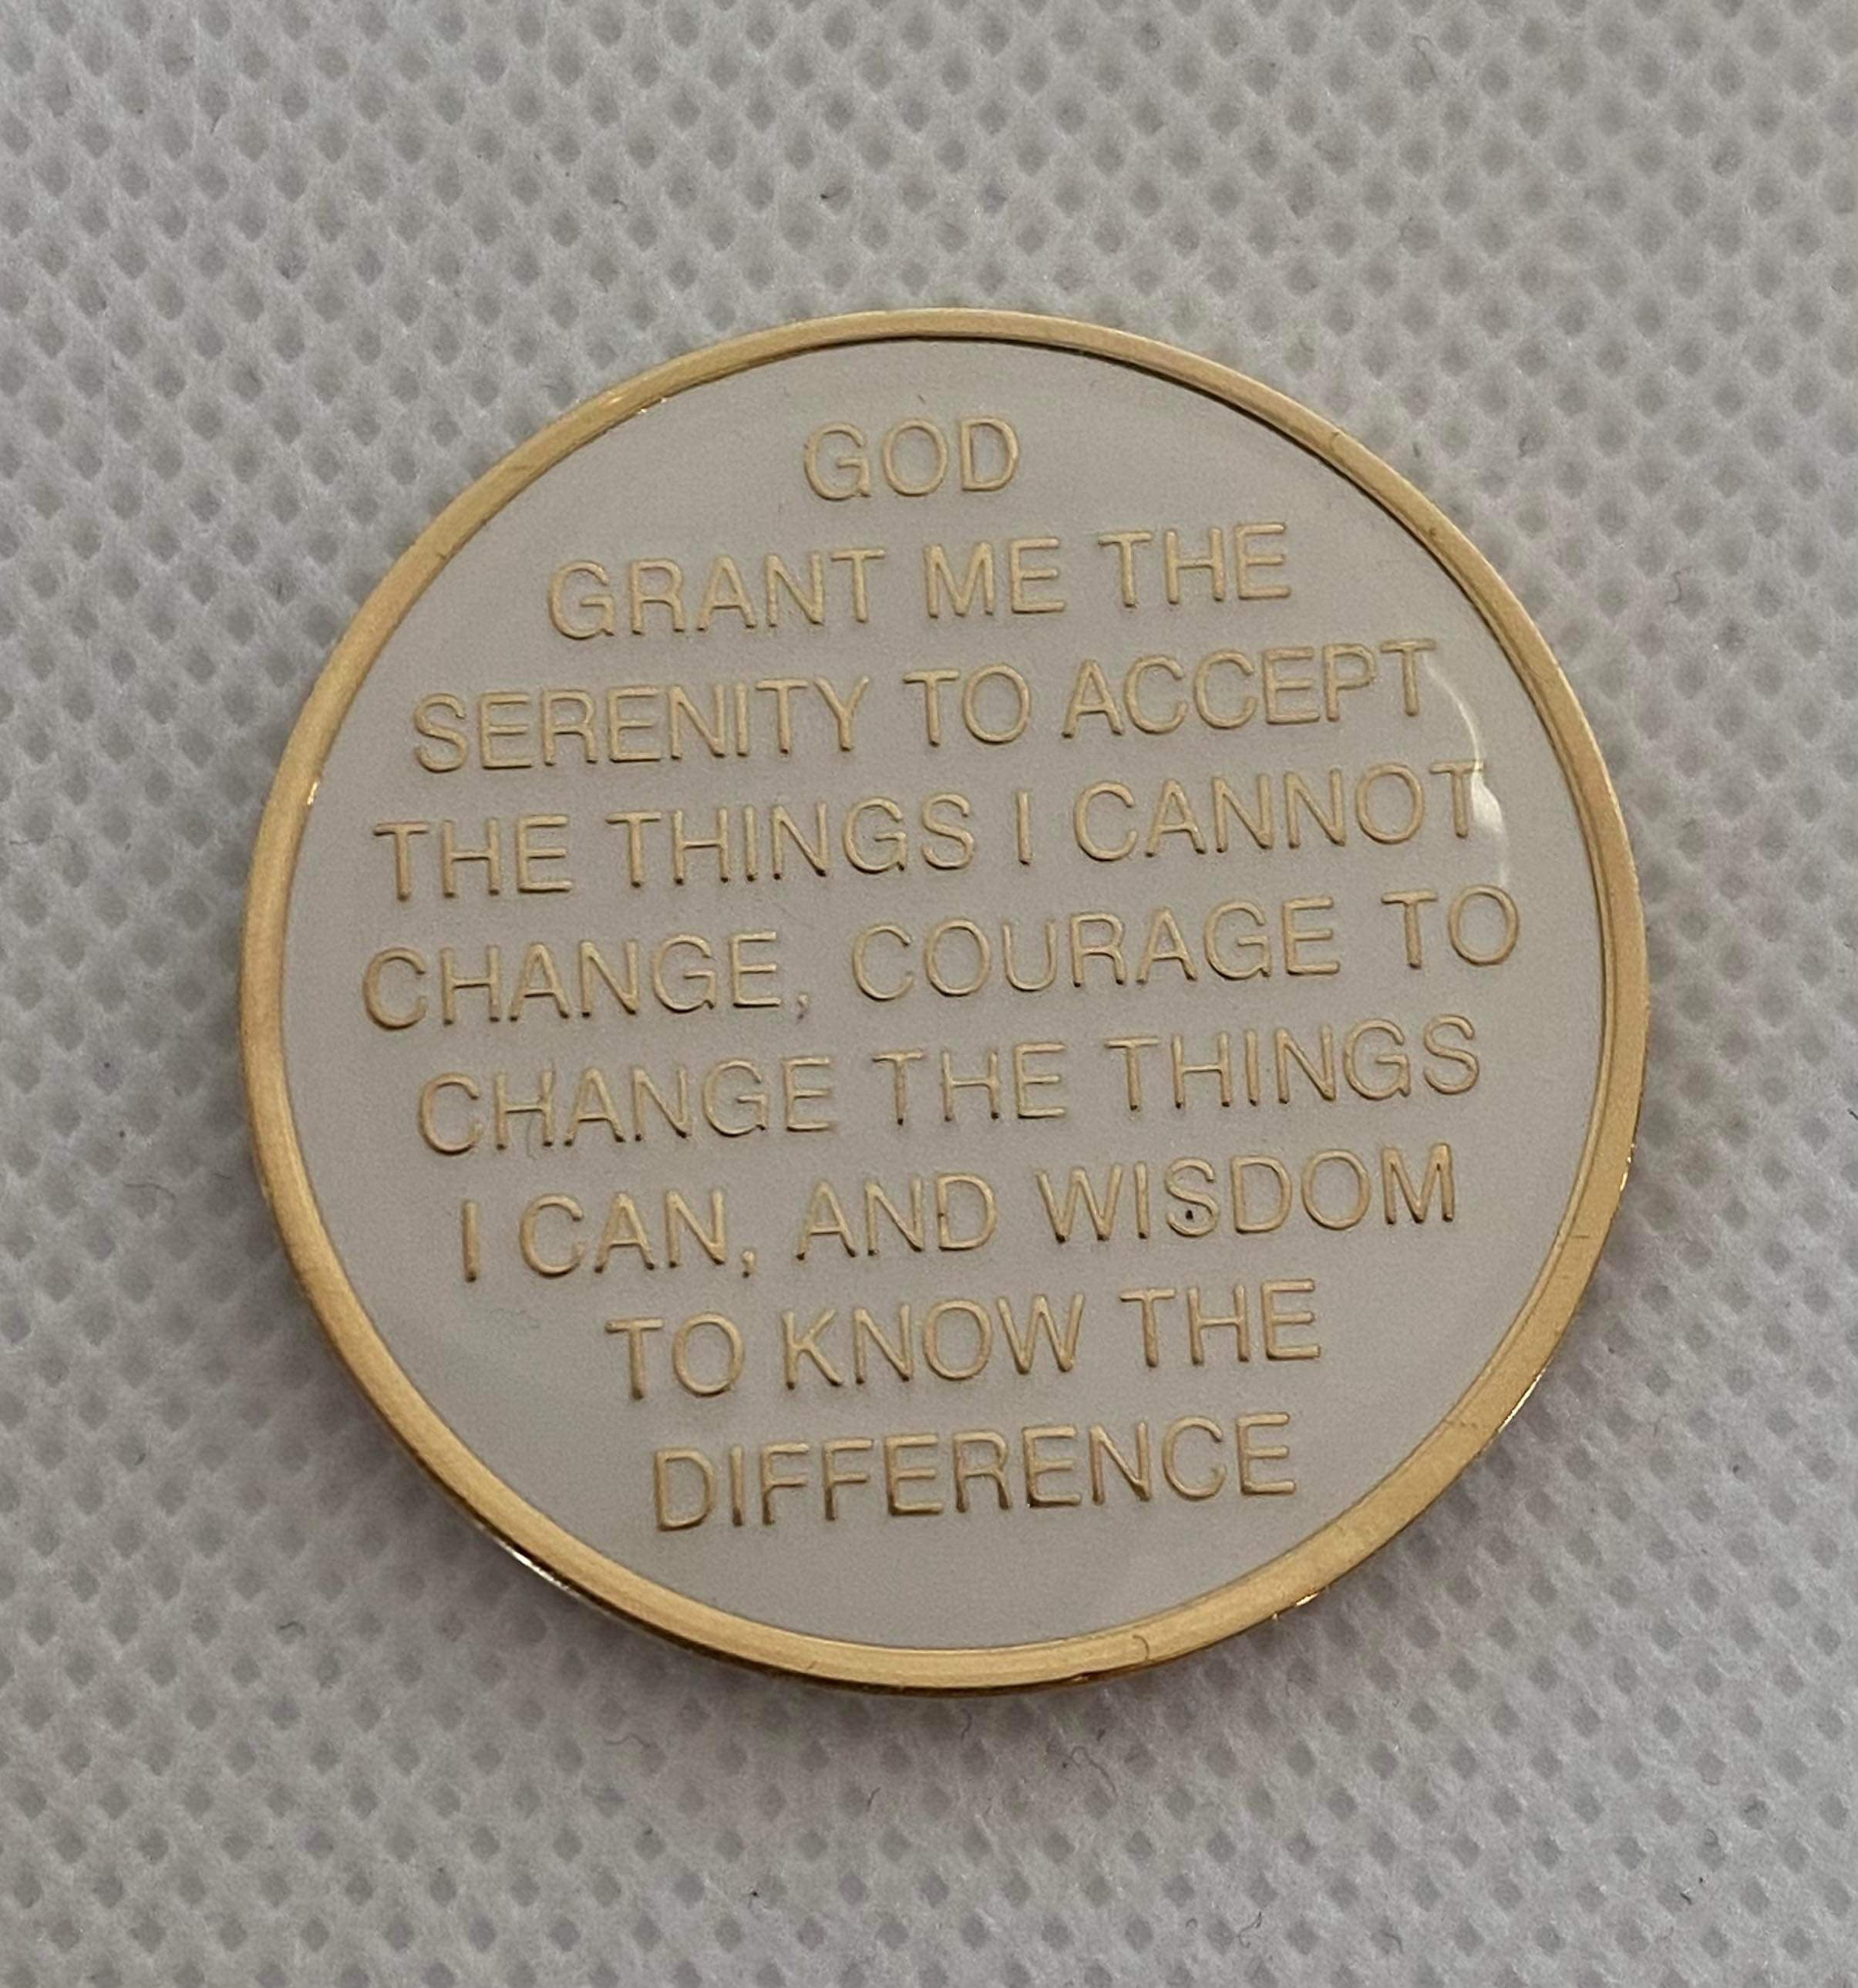 GOD
GRANT ME THE
SERENITY TO ACCEPT
THE THINGS I CANNOT
CHANGE, COURAGE TO
CHANGE THE THINGS
I CAN, AND WISDOM
TO KNOW THE
DIFFERENCE